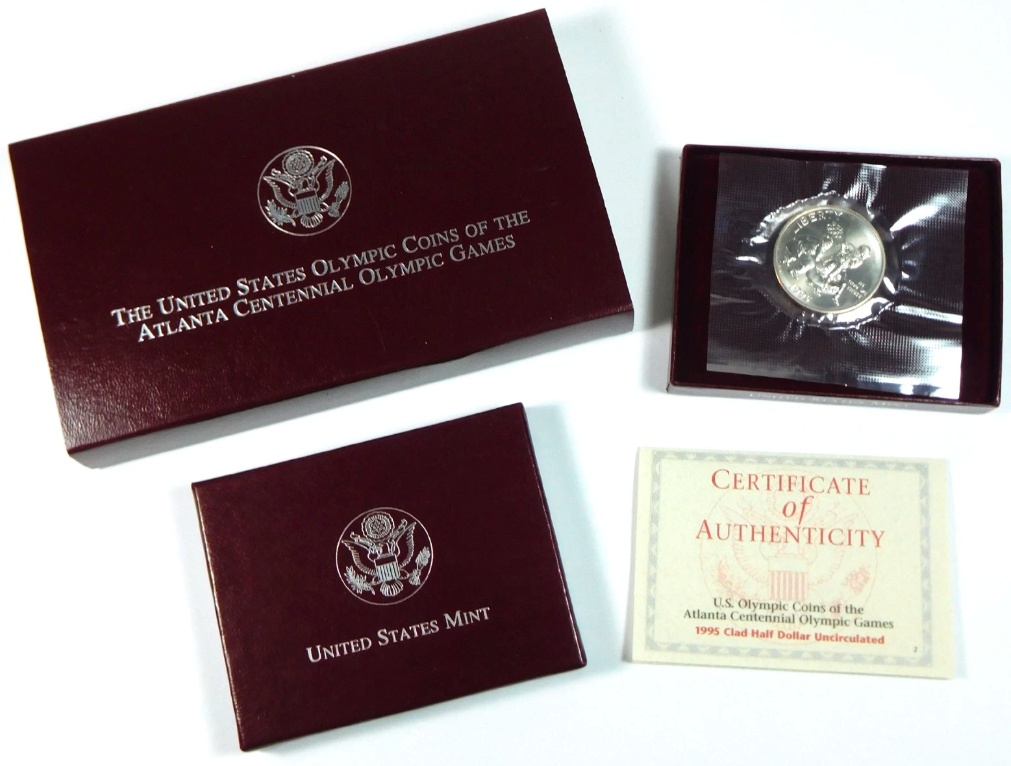 THE UNITED STATES OLYMPIC COINS OF THE
ATLANTA CENTENNIAL OLYMPIC GAMES
LIBERTY
UNITED STATES MINT
CERTIFICATE
of
AUTHENTICITY
U.S. Olympic Coins of the
Atlanta Centennial Olympic Games
1995 Clad Half Dollar Uncirculated
2